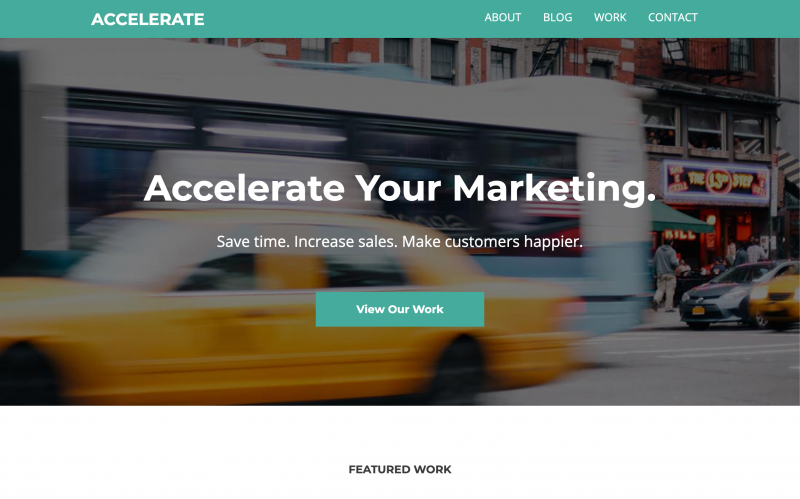 ACCELERATE
ABOUT BLOG WORK CONTACT
Accelerate Your Marketing.
Save time. Increase sales. Make customers happier.
View Our Work
FEATURED WORK